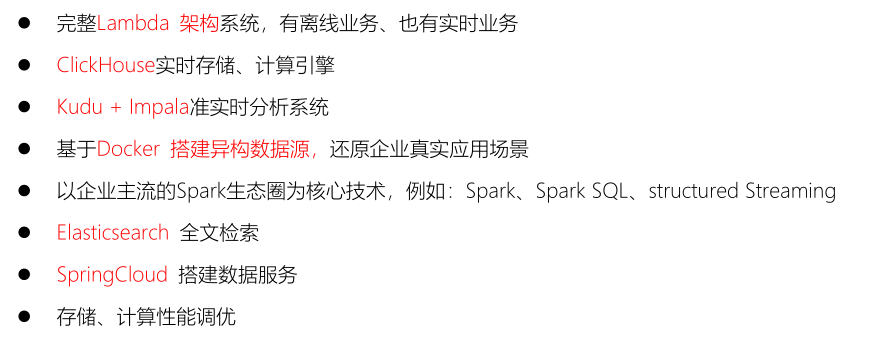 ● 完整Lambda 架构系统，有离线业务、也有实时业务
● ClickHouse实时存储、计算引擎
● Kudu + Impala准实时分析系统
● 基于Docker 搭建异构数据源，还原企业真实应用场景
● 以企业主流的Spark生态圈为核心技术，例如：Spark、Spark SQL、structured Streaming
● Elasticsearch 全文检索
● SpringCloud 搭建数据服务
● 存储、计算性能调优